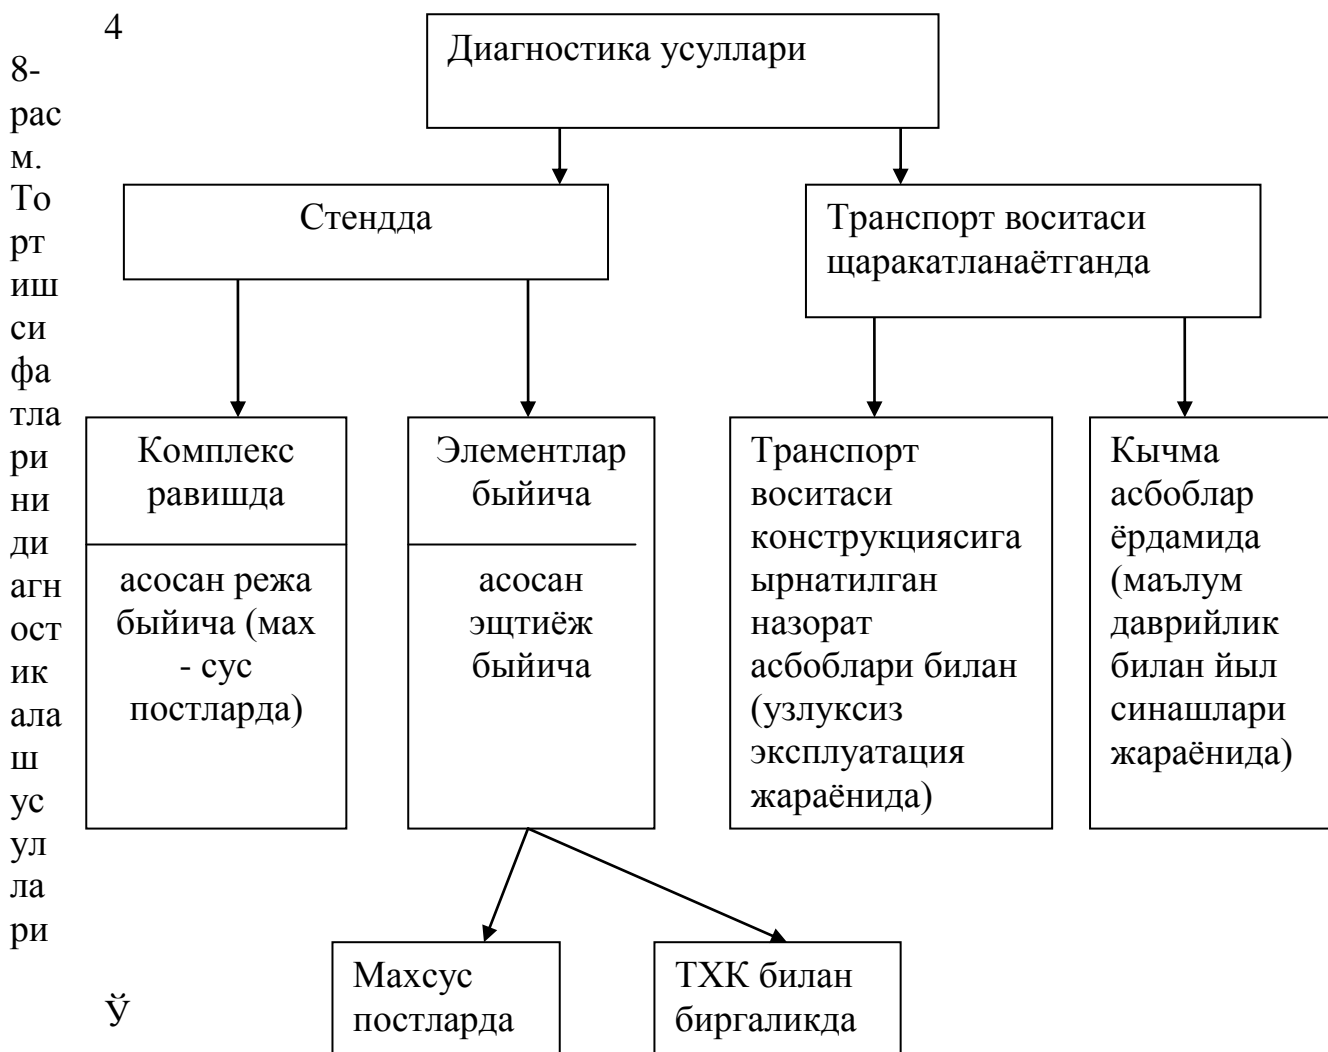 4
8-
рас
м.
То
рт
иш
си
фа
тла
ри
ни
ди
агн
ост
ик
ала
ш
ус
ул
ла
ри
Диагностика усуллари
Стендда
Транспорт воситаси
щаракатланаётганда
Комплекс
равишда
асосан режа
быйича (мах
- сус
постларда)
Элементлар
быйича
асосан
эщтиёж
быйича
Транспорт
воситаси
конструкциясига
ырнатилган
назорат
асбоблари билан
(узлуксиз
эксплуатация
жараёнида)
Кычма
асбоблар
ёрдамида
(маълум
даврийлик
билан йыл
синашлари
жараёнида)
Махсус
постларда
ТХК билан
биргаликда
Ў